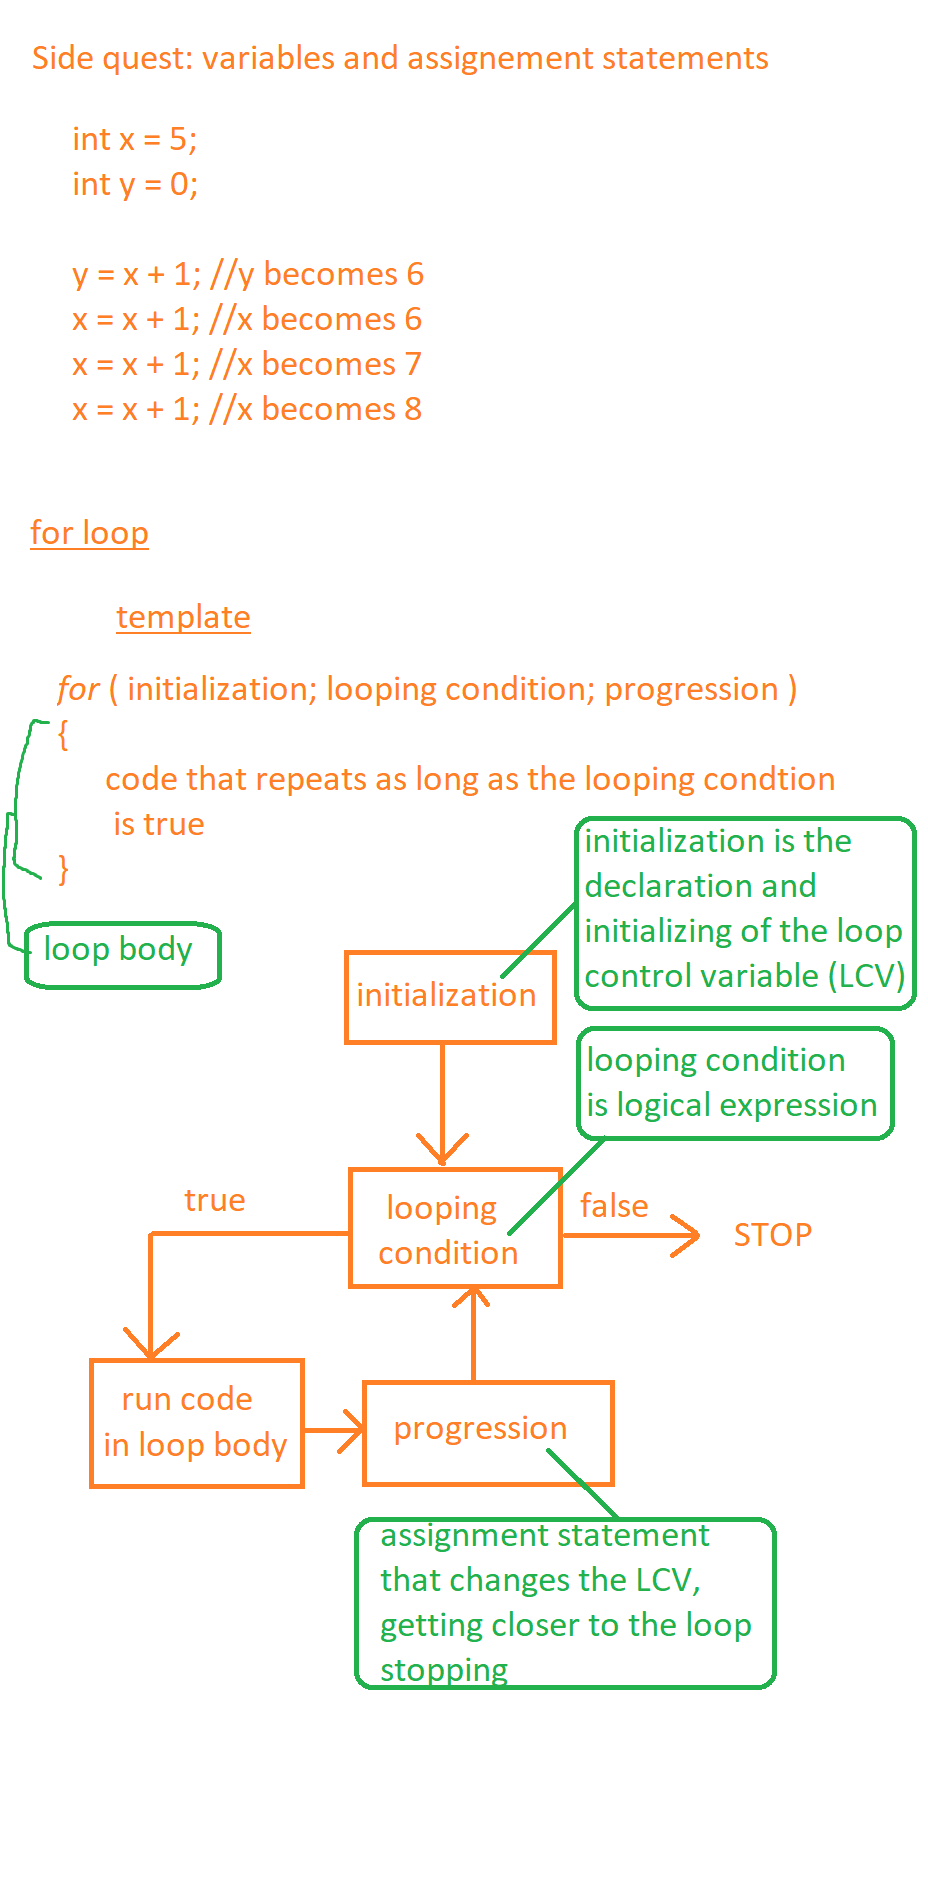 Side quest: variables and assignement statements
int x = 5;
int y = 0;
y = x + 1; //y becomes 6
x = x + 1; //x becomes 6
x = x + 1; //x becomes 7
x = x + 1; //x becomes 8
for loop
template
for ( initialization; looping condition; progression )
{
code that repeats as long as the looping condtion
is true
}
loop body
initialization is the
declaration and
initializing of the loop
control variable (LCV)
initialization
looping condition
is logical expression
true
looping
condition
false
STOP
run code
in loop body
progression
assignment statement
that changes the LCV,
getting closer to the loop
stopping